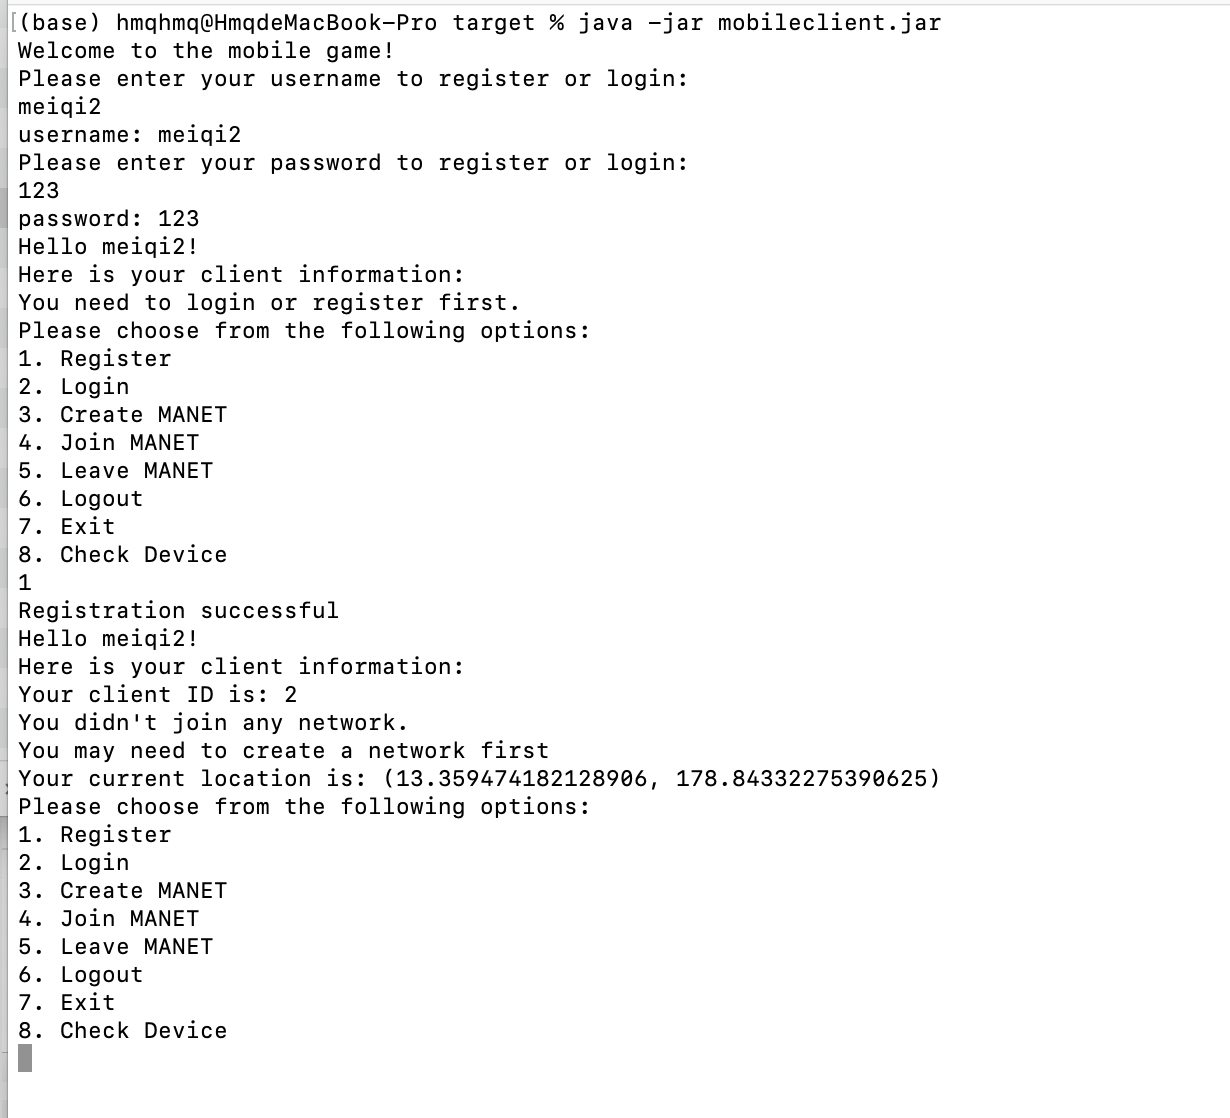 [(base) hmqhmq@HmqdeMacBook-Pro target % java -jar mobileclient.jar
Welcome to the mobile game!
Please enter your username to register or login:
meiqi2
username: meiqi2
Please enter your password to register or login:
123
password: 123
Hello meiqi2!
Here is your client information:
You need to login or register first.
Please choose from the following options:
1. Register
2. Login
3. Create MANET
4. Join MANET
5. Leave MANET
6. Logout
7. Exit
8. Check Device
1
Registration successful
Hello meiqi2!
Here is your client information:
Your client ID is: 2
You didn't join any network.
You may need to create a network first
Your current location is: (13.359474182128906, 178.84332275390625)
Please choose from the following options:
1. Register
2. Login
3. Create MANET
4. Join MANET
5. Leave MANET
6. Logout
7. Exit
8. Check Device